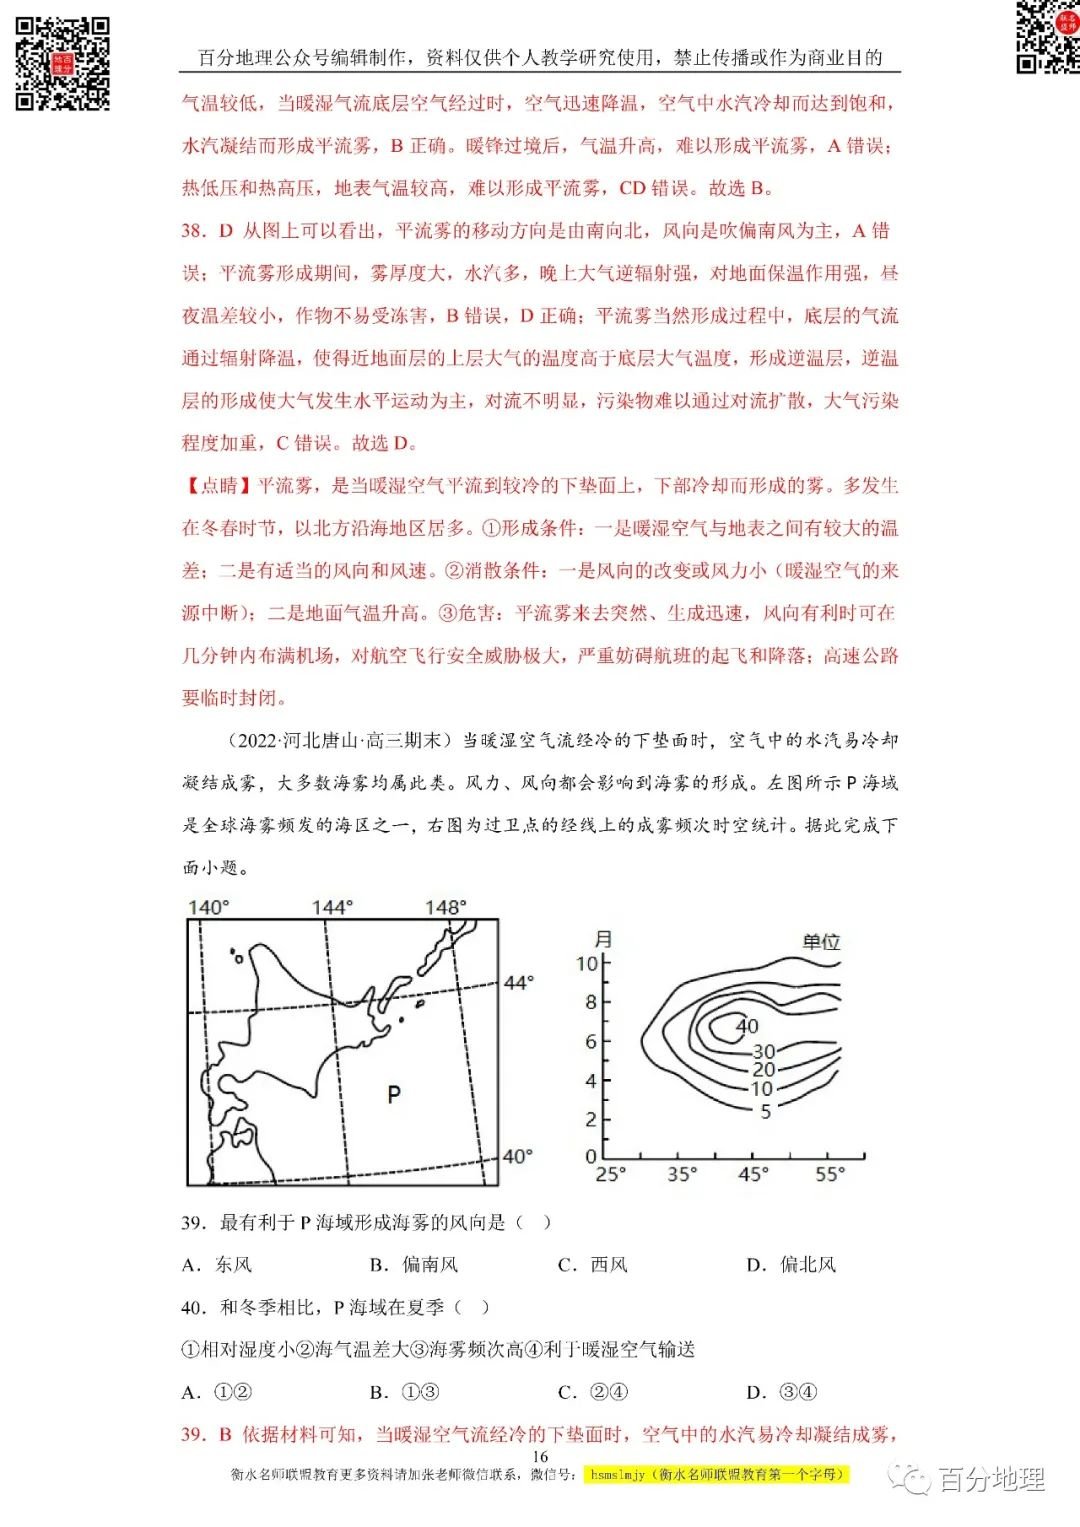 百分地理公众号编辑制作，资料仅供个人教学研究使用，禁止传播或作为商业目的
气温较低，当暖湿气流底层空气经过时，空气迅速降温，空气中水汽冷却而达到饱和，
水汽凝结而形成平流雾，B 正确。暖锋过境后，气温升高，难以形成平流雾，A 错误；
热低压和热高压，地表气温较高，难以形成平流雾，CD 错误。故选 B。
38．D 从图上可以看出，平流雾的移动方向是由南向北，风向是吹偏南风为主，A 错
误；平流雾形成期间，雾厚度大，水汽多，晚上大气逆辐射强，对地面保温作用强，昼
夜温差较小，作物不易受冻害，B 错误，D 正确；平流雾当然形成过程中，底层的气流
通过辐射降温，使得近地面层的上层大气的温度高于底层大气温度，形成逆温层，逆温
层的形成使大气发生水平运动为主，对流不明显，污染物难以通过对流扩散，大气污染
程度加重，C 错误。故选 D。
【点睛】平流雾，是当暖湿空气平流到较冷的下垫面上，下部冷却而形成的雾。多发生
在冬春时节，以北方沿海地区居多。①形成条件：一是暖湿空气与地表之间有较大的温
差；二是有适当的风向和风速。②消散条件：一是风向的改变或风力小（暖湿空气的来
源中断）；二是地面气温升高。③危害：平流雾来去突然、生成迅速，风向有利时可在
几分钟内布满机场，对航空飞行安全威胁极大，严重妨碍航班的起飞和降落；高速公路
要临时封闭。
（2022·河北唐山·高三期末）当暖湿空气流经冷的下垫面时，空气中的水汽易冷却
凝结成雾，大多数海雾均属此类。风力、风向都会影响到海雾的形成。左图所示 P 海域
是全球海雾频发的海区之一，右图为过卫点的经线上的成雾频次时空统计。据此完成下
面小题。
140° 144° 148°
44°
P
40°
月 单位
10
8
6
4
2
0
40
30
20
10
5
25° 35° 45° 55°
39．最有利于 P 海域形成海雾的风向是（ ）
A．东风 B．偏南风 C．西风 D．偏北风
40．和冬季相比，P 海域在夏季（ ）
①相对湿度小②海气温差大③海雾频次高④利于暖湿空气输送
A．①② B．①③ C．②④ D．③④
39．B 依据材料可知，当暖湿空气流经冷的下垫面时，空气中的水汽易冷却凝结成雾，
16
衡水名师联盟教育更多资料请加张老师微信联系，微信号： hsmslmjy（衡水名师联盟教育第一个字母）
百分地理